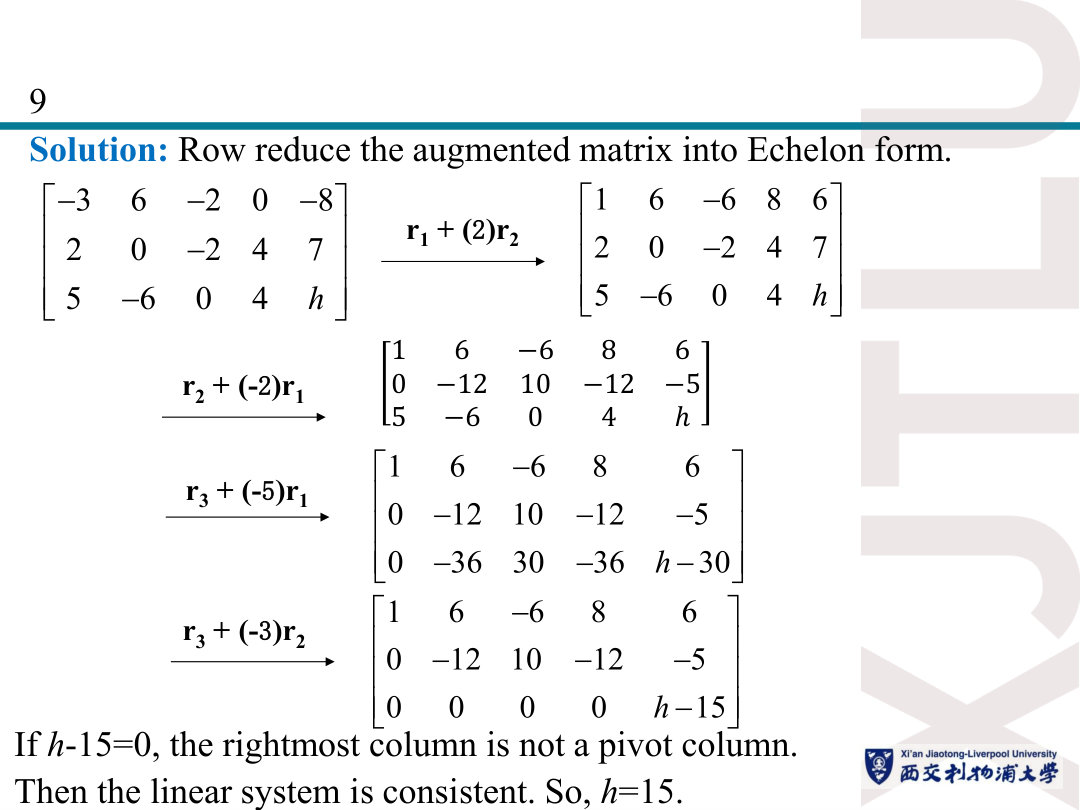 9
Solution: Row reduce the augmented matrix into Echelon form.
−3 6 −2 0 −8
2 0 −2 4 7
5 −6 0 4 h
r1 + (2)r2
1 6 −6 8 6
2 0 −2 4 7
5 −6 0 4 h
r2 + (-2)r1
1 6 −6 8 6
0 −12 10 −12 −5
5 −6 0 4 h
r3 + (-5)r1
1 6 −6 8 6
0 −12 10 −12 −5
0 −36 30 −36 h−30
r3 + (-3)r2
1 6 −6 8 6
0 −12 10 −12 −5
0 0 0 0 h−15
If h-15=0, the rightmost column is not a pivot column.
Then the linear system is consistent. So, h=15.
XJTLU
Xi'an Jiaotong-Liverpool University
西交利物浦大學